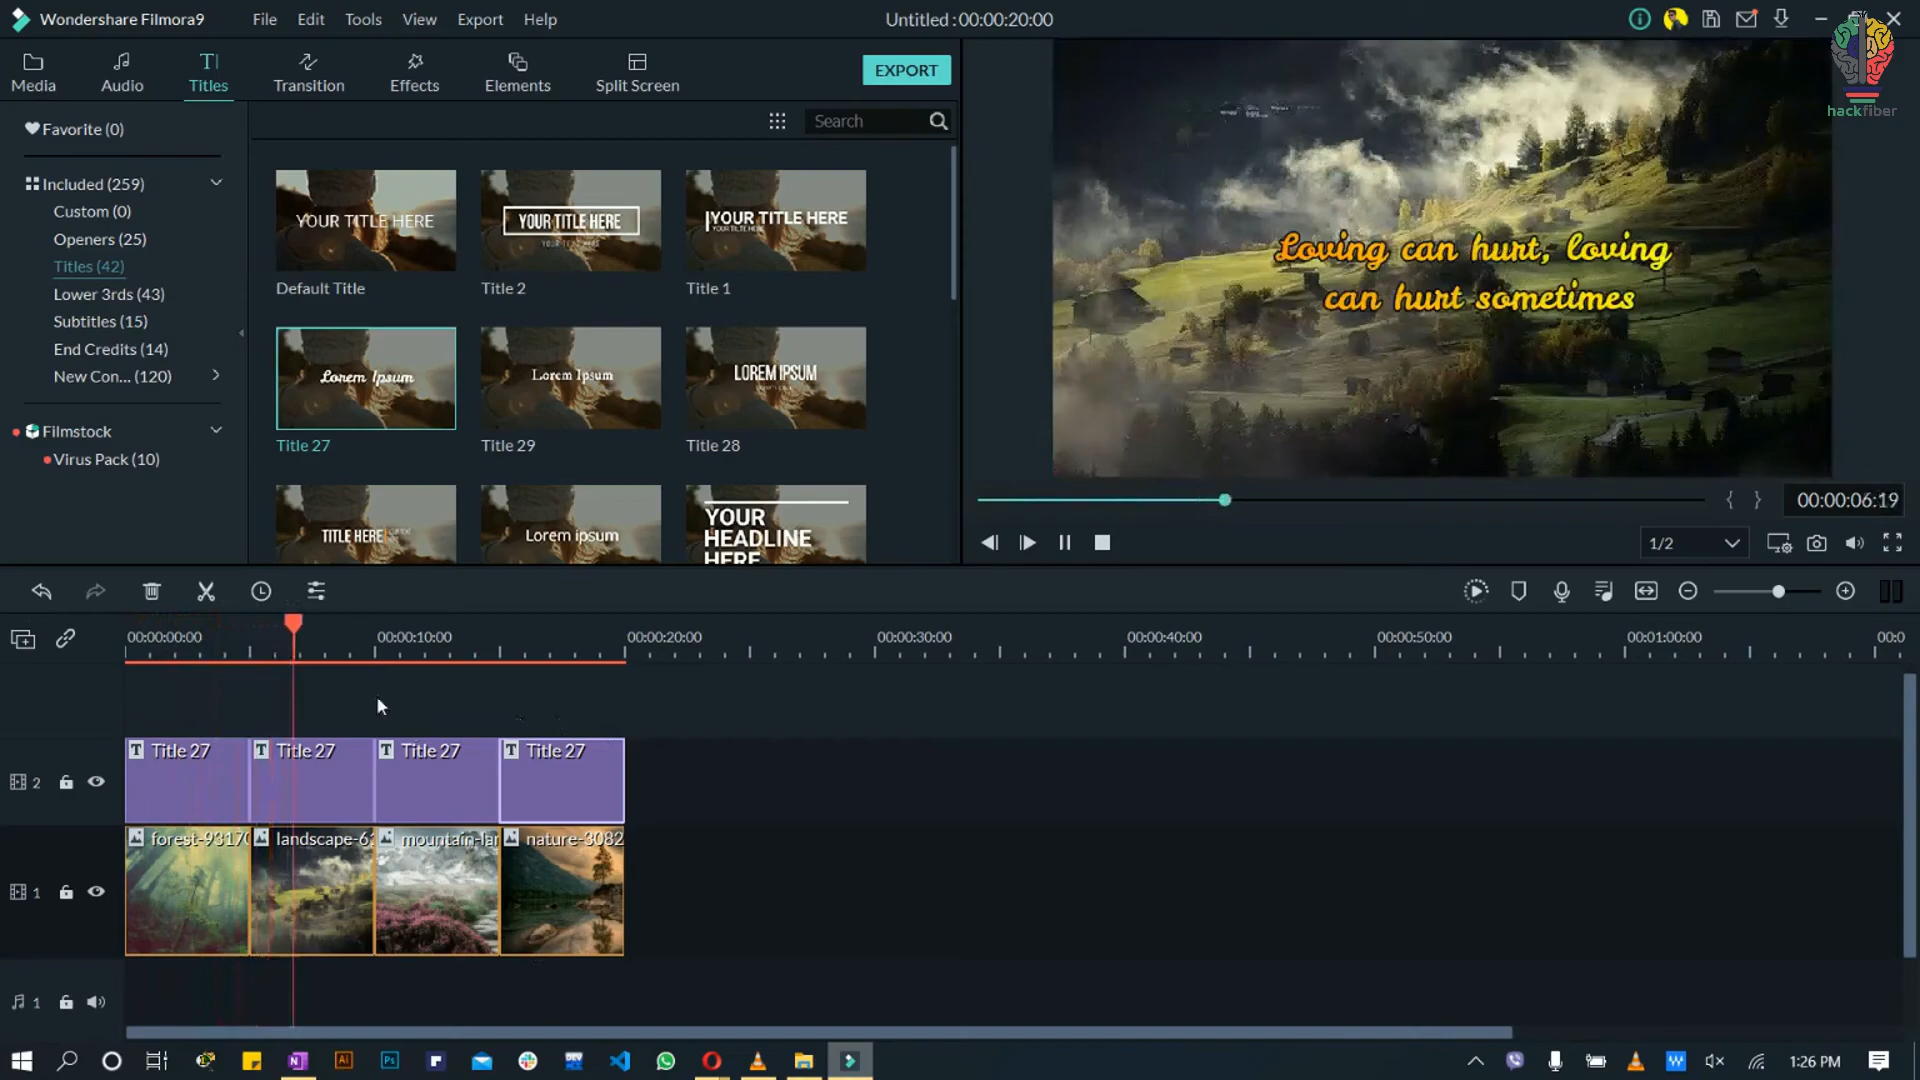 Wondershare Filmora9
File Edit Tools View Export Help
Untitled : 00:00:20:00
hackfiber
Media Audio Titles Transition Effects Elements Split Screen
EXPORT
Search
Favorite (0)
Included (259)
Custom (0)
Openers (25)
Titles (42)
Lower 3rds (43)
Subtitles (15)
End Credits (14)
New Con... (120)
Filmstock
Virus Pack (10)
YOUR TITLE HERE
Default Title
YOUR TITLE HERE
Title 2
YOUR TITLE HERE
Title 1
Lorem Ipsum
Title 27
Lorem Ipsum
Title 29
LOREM IPSUM
Title 28
TITLE HERE
Lorem ipsum
YOUR
HEADLINE
HERE
Loving can hurt, loving
can hurt sometimes
00:00:06:19
1/2
00:00:00:00 00:00:10:00 00:00:20:00 00:00:30:00 00:00:40:00 00:00:50:00 00:01:00:00 00:0
2
T Title 27 T Title 27 T Title 27 T Title 27
1
forest-93170 landscape-61 mountain-lan nature-3082
1
1:26 PM